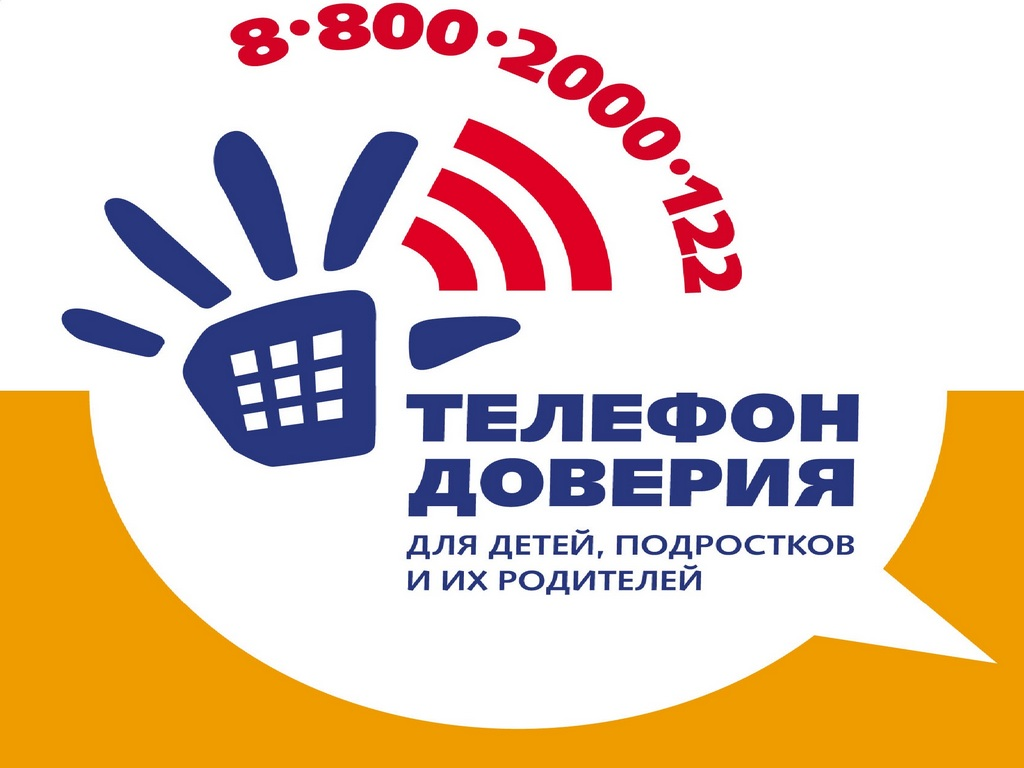 8·800·2000·122
ТЕЛЕФОН
ДОВЕРИЯ
ДЛЯ ДЕТЕЙ, ПОДРОСТКОВ
И ИХ РОДИТЕЛЕЙ